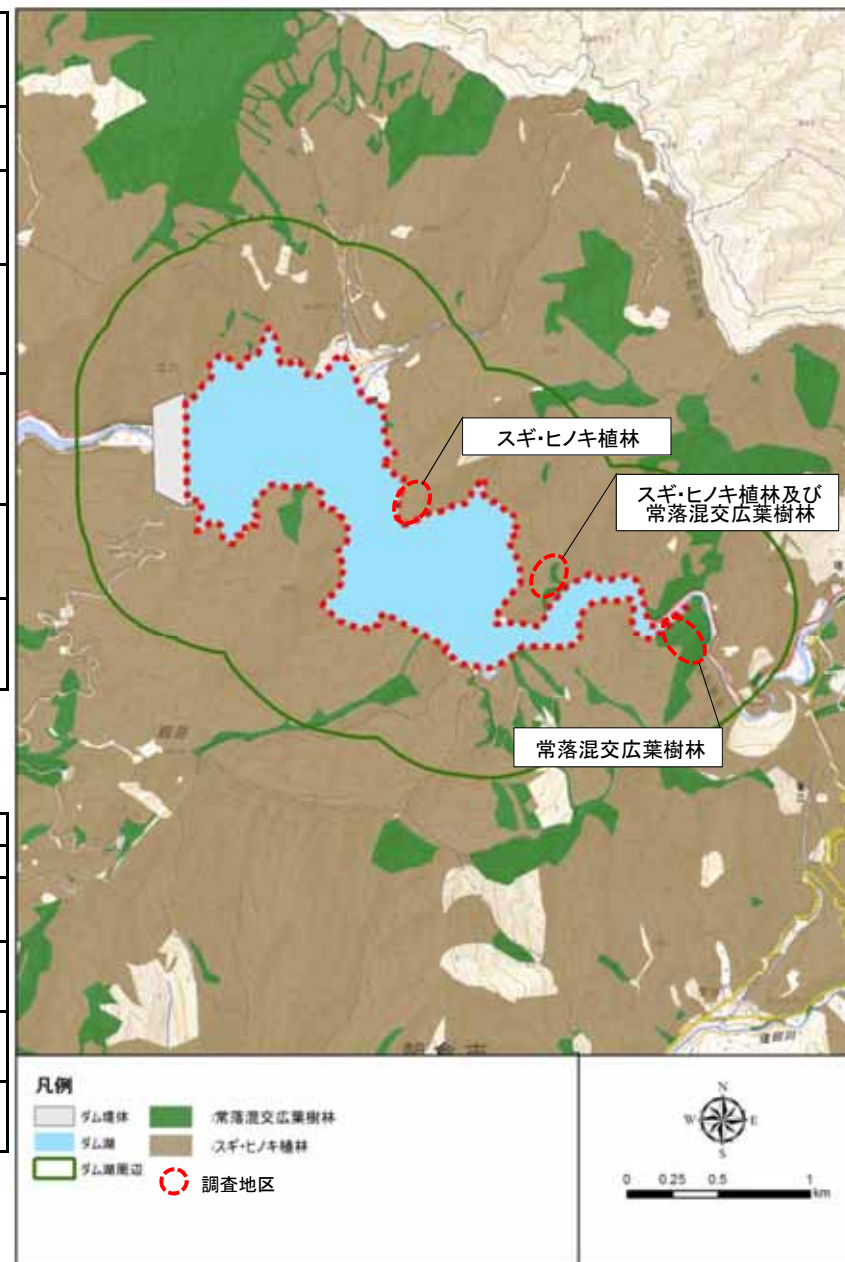 スギ・ヒノキ植林
スギ・ヒノキ植林及び
常落混交広葉樹林
常落混交広葉樹林
凡例
ダム堤体
常落混交広葉樹林
ダム湖
スギ・ヒノキ植林
ダム湖周辺
調査地区
N
W
E
S
0
0.25
0.5
1
km